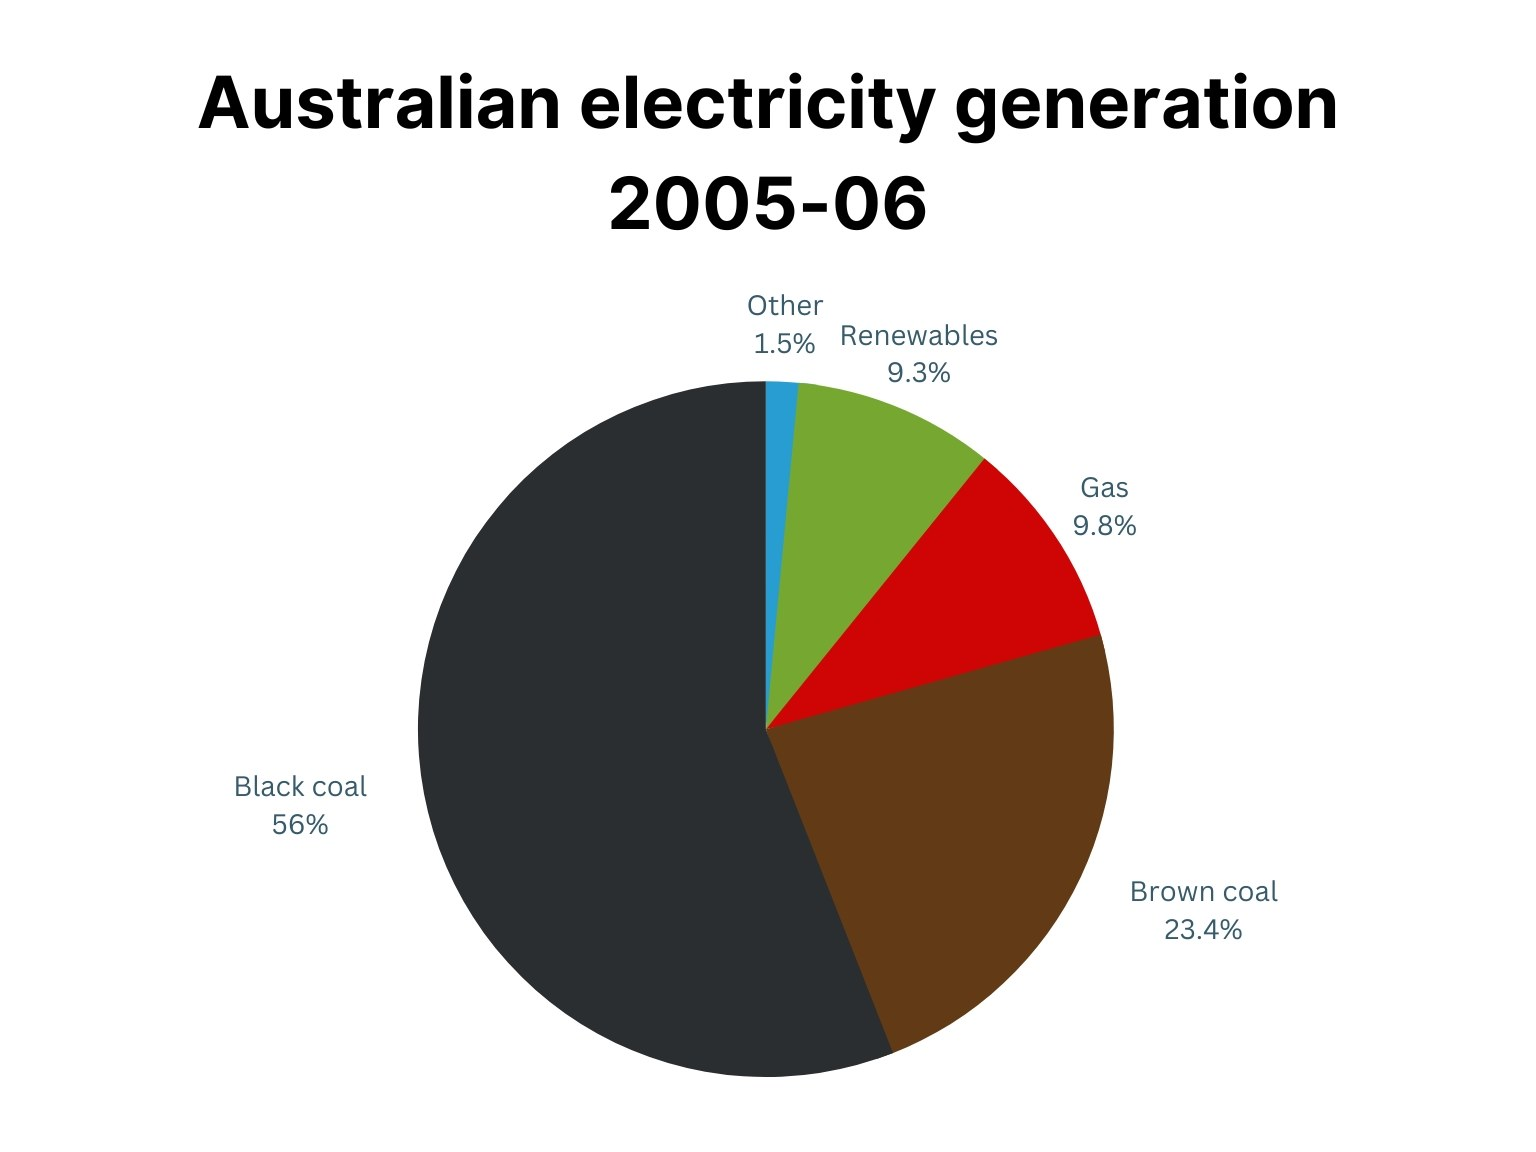 Australian electricity generation
2005-06
Other
1.5%
Renewables
9.3%
Gas
9.8%
Black coal
56%
Brown coal
23.4%